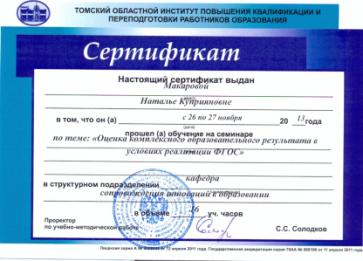 ТОМСКИЙ ОБЛАСТНОЙ ИНСТИТУТ ПОВЫШЕНИЯ КВАЛИФИКАЦИИ И
ПЕРЕПОДГОТОВКИ РАБОТНИКОВ ОБРАЗОВАНИЯ
Сертификат
Настоящий сертификат выдан
Макаровой
Наталье Куприяновне
в том, что он (а) с 26 по 27 ноября 20 13 года
прошел (а) обучение на семинаре
по теме: «Оценка комплексного образовательного результата в
условиях реализации ФГОС»
кафедра
в структурном подразделении
сопровождения инноваций в образовании
в объеме 16 уч. часов
Проректор
по учебно-методической работе С.С. Солодков